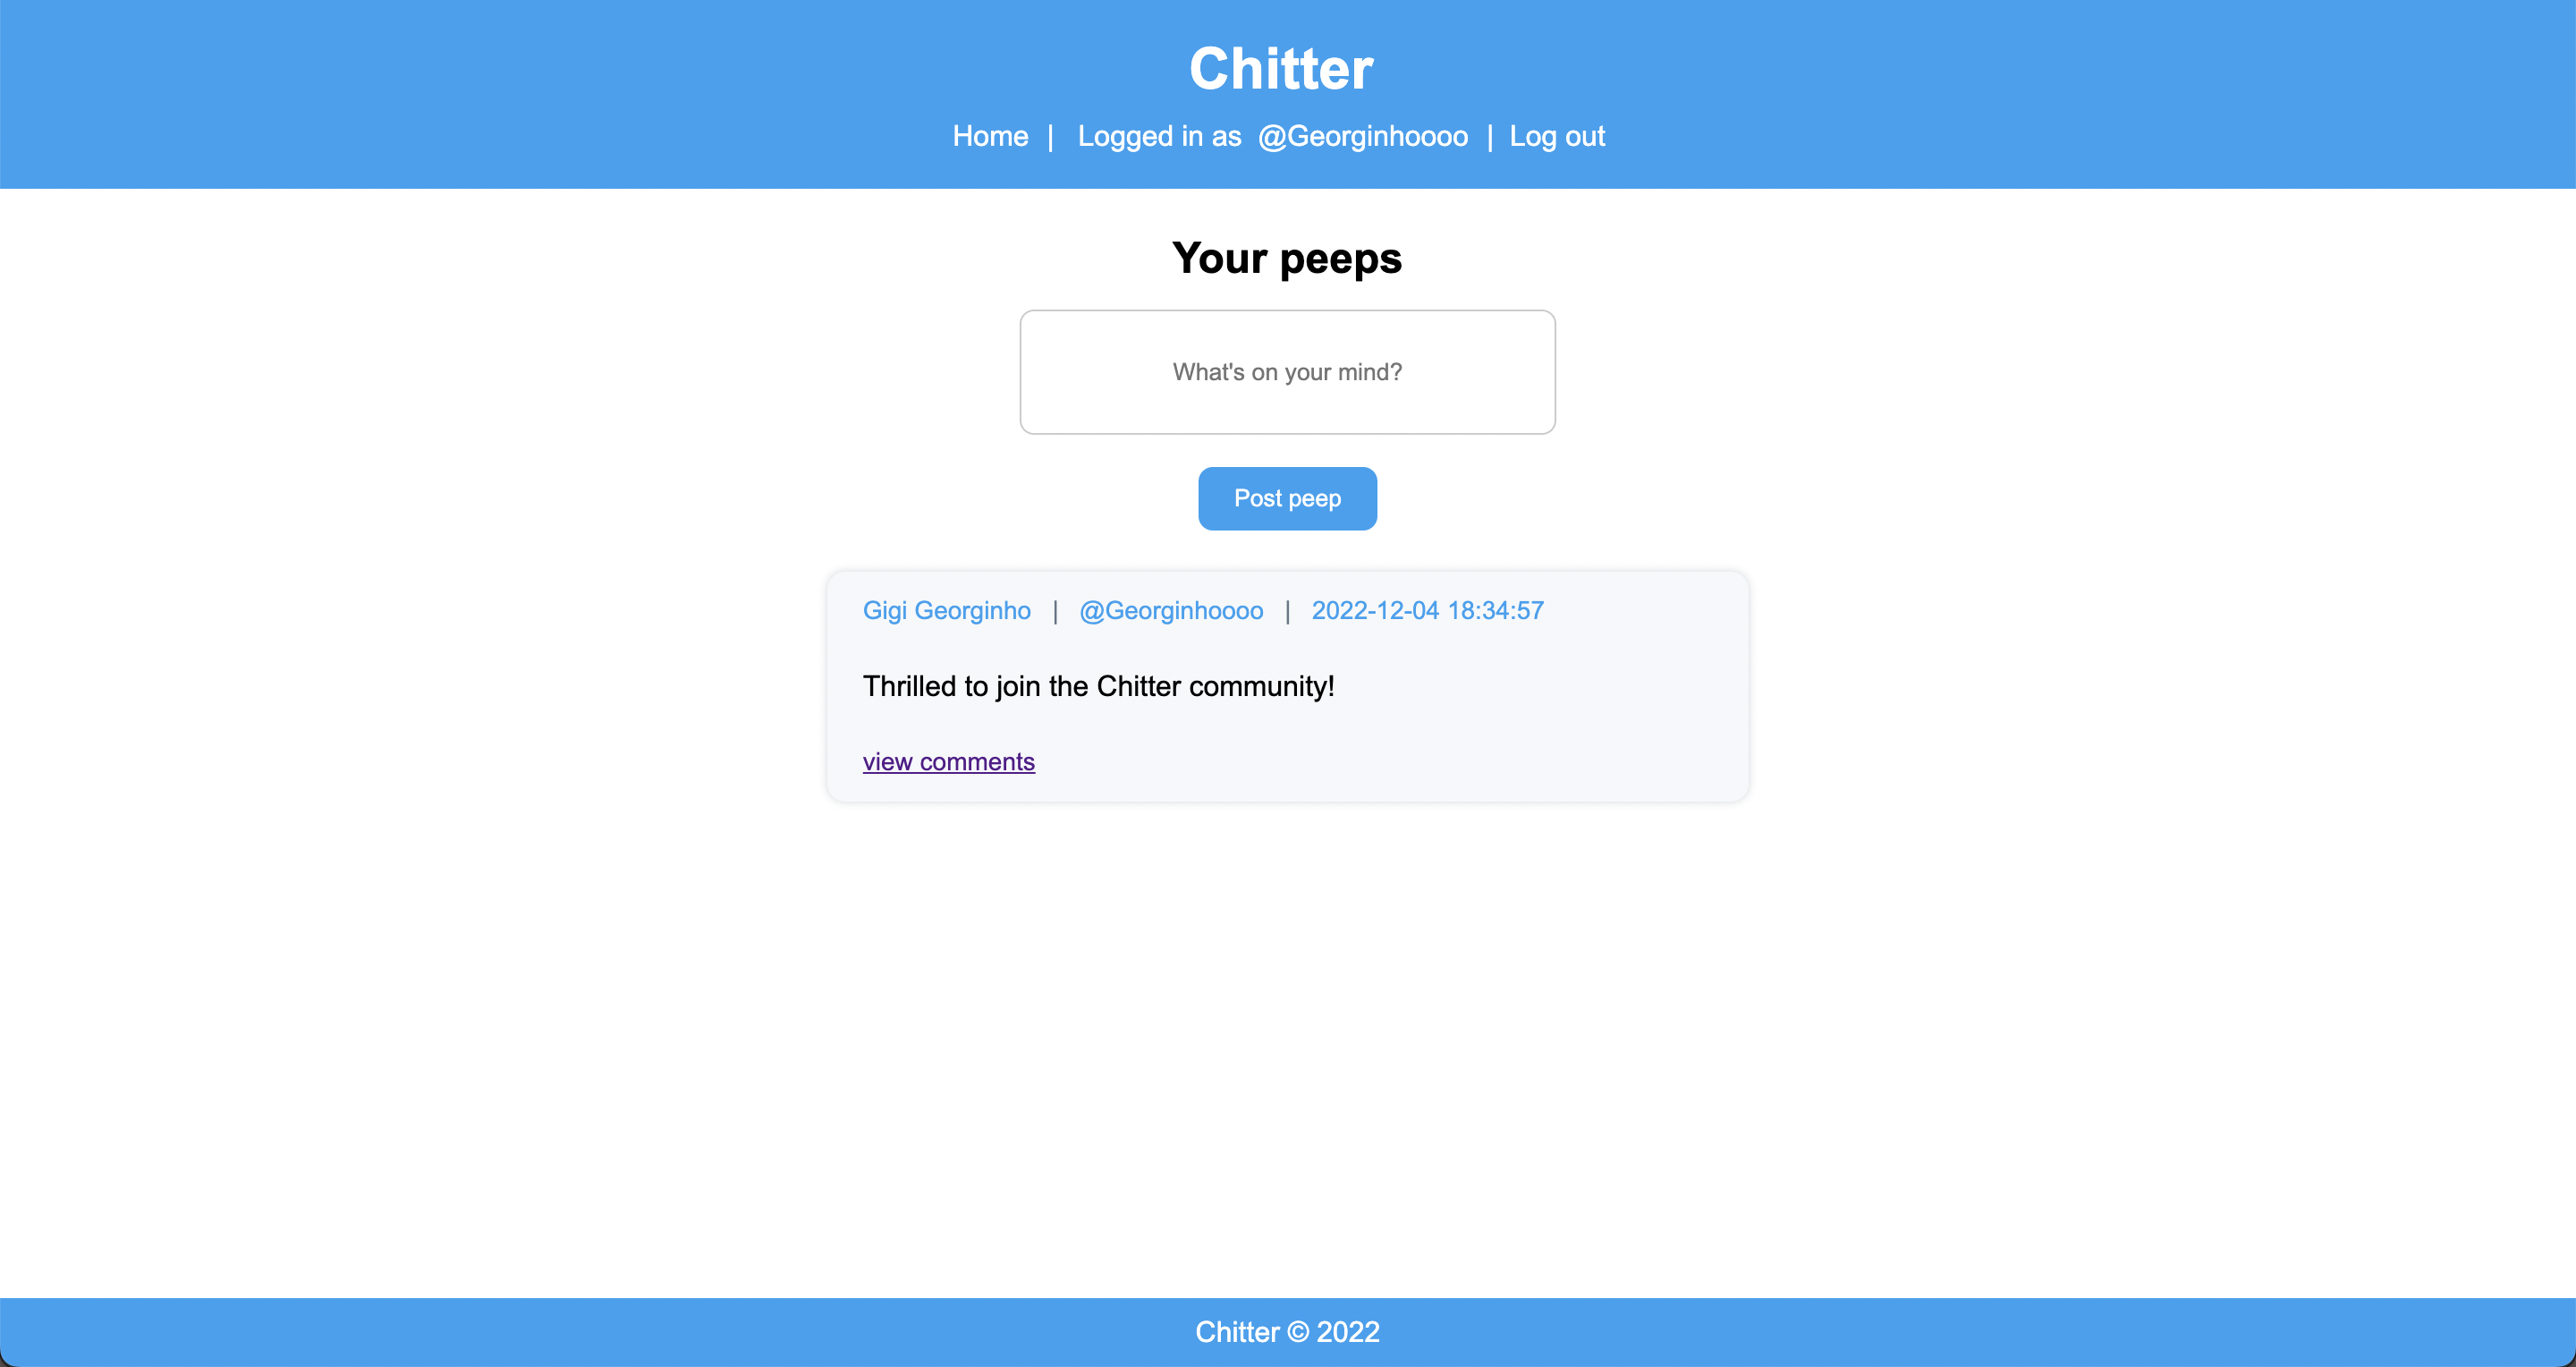 Chitter
Home | Logged in as @Georginhoooo | Log out
Your peeps
What's on your mind?
Post peep
Gigi Georginho | @Georginhoooo | 2022-12-04 18:34:57
Thrilled to join the Chitter community!
view comments
Chitter © 2022